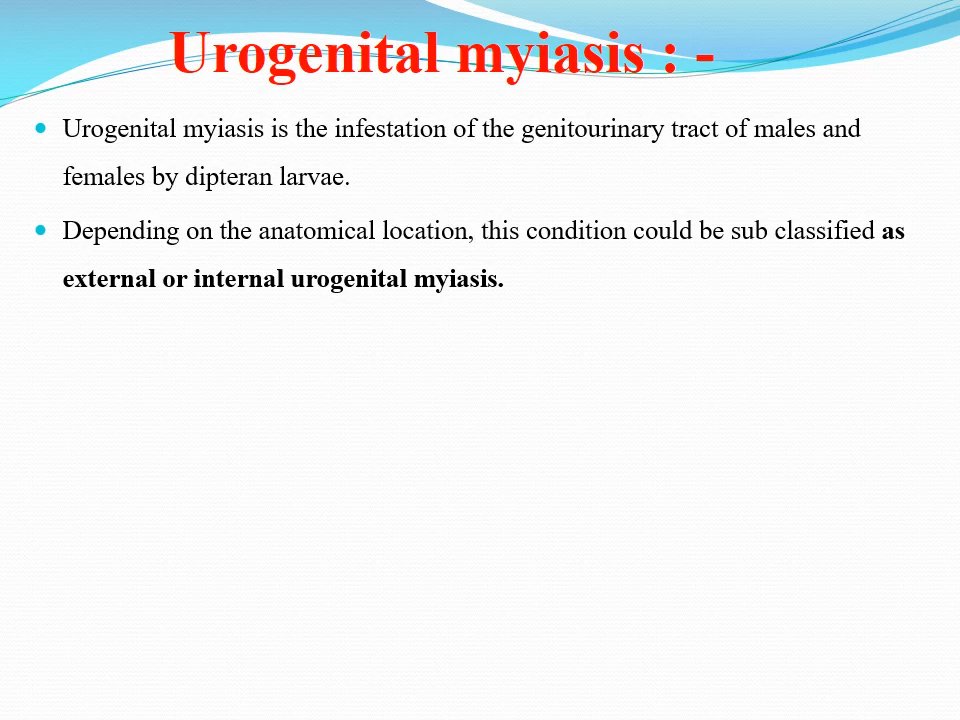 Urogenital myiasis : -
Urogenital myiasis is the infestation of the genitourinary tract of males and
females by dipteran larvae.
Depending on the anatomical location, this condition could be sub classified as
external or internal urogenital myiasis.